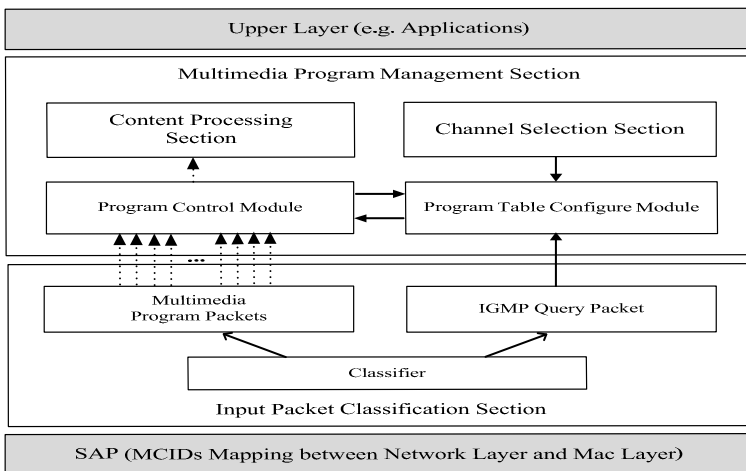 Upper Layer (e.g. Applications)
Multimedia Program Management Section
Content Processing
Section
Channel Selection Section
Program Control Module
Program Table Configure Module
...
Multimedia
Program Packets
IGMP Query Packet
Classifier
Input Packet Classification Section
SAP (MCIDs Mapping between Network Layer and Mac Layer)